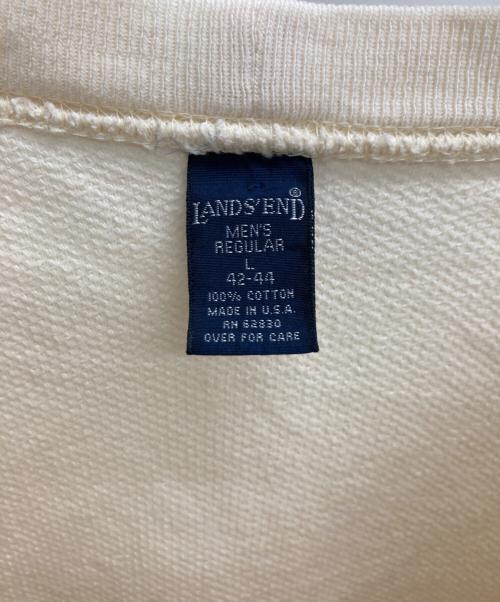 LANDS' END®
MEN'S
REGULAR
L
42-44
100% COTTON
MADE IN U.S.A.
RN 62830
OVER FOR CARE